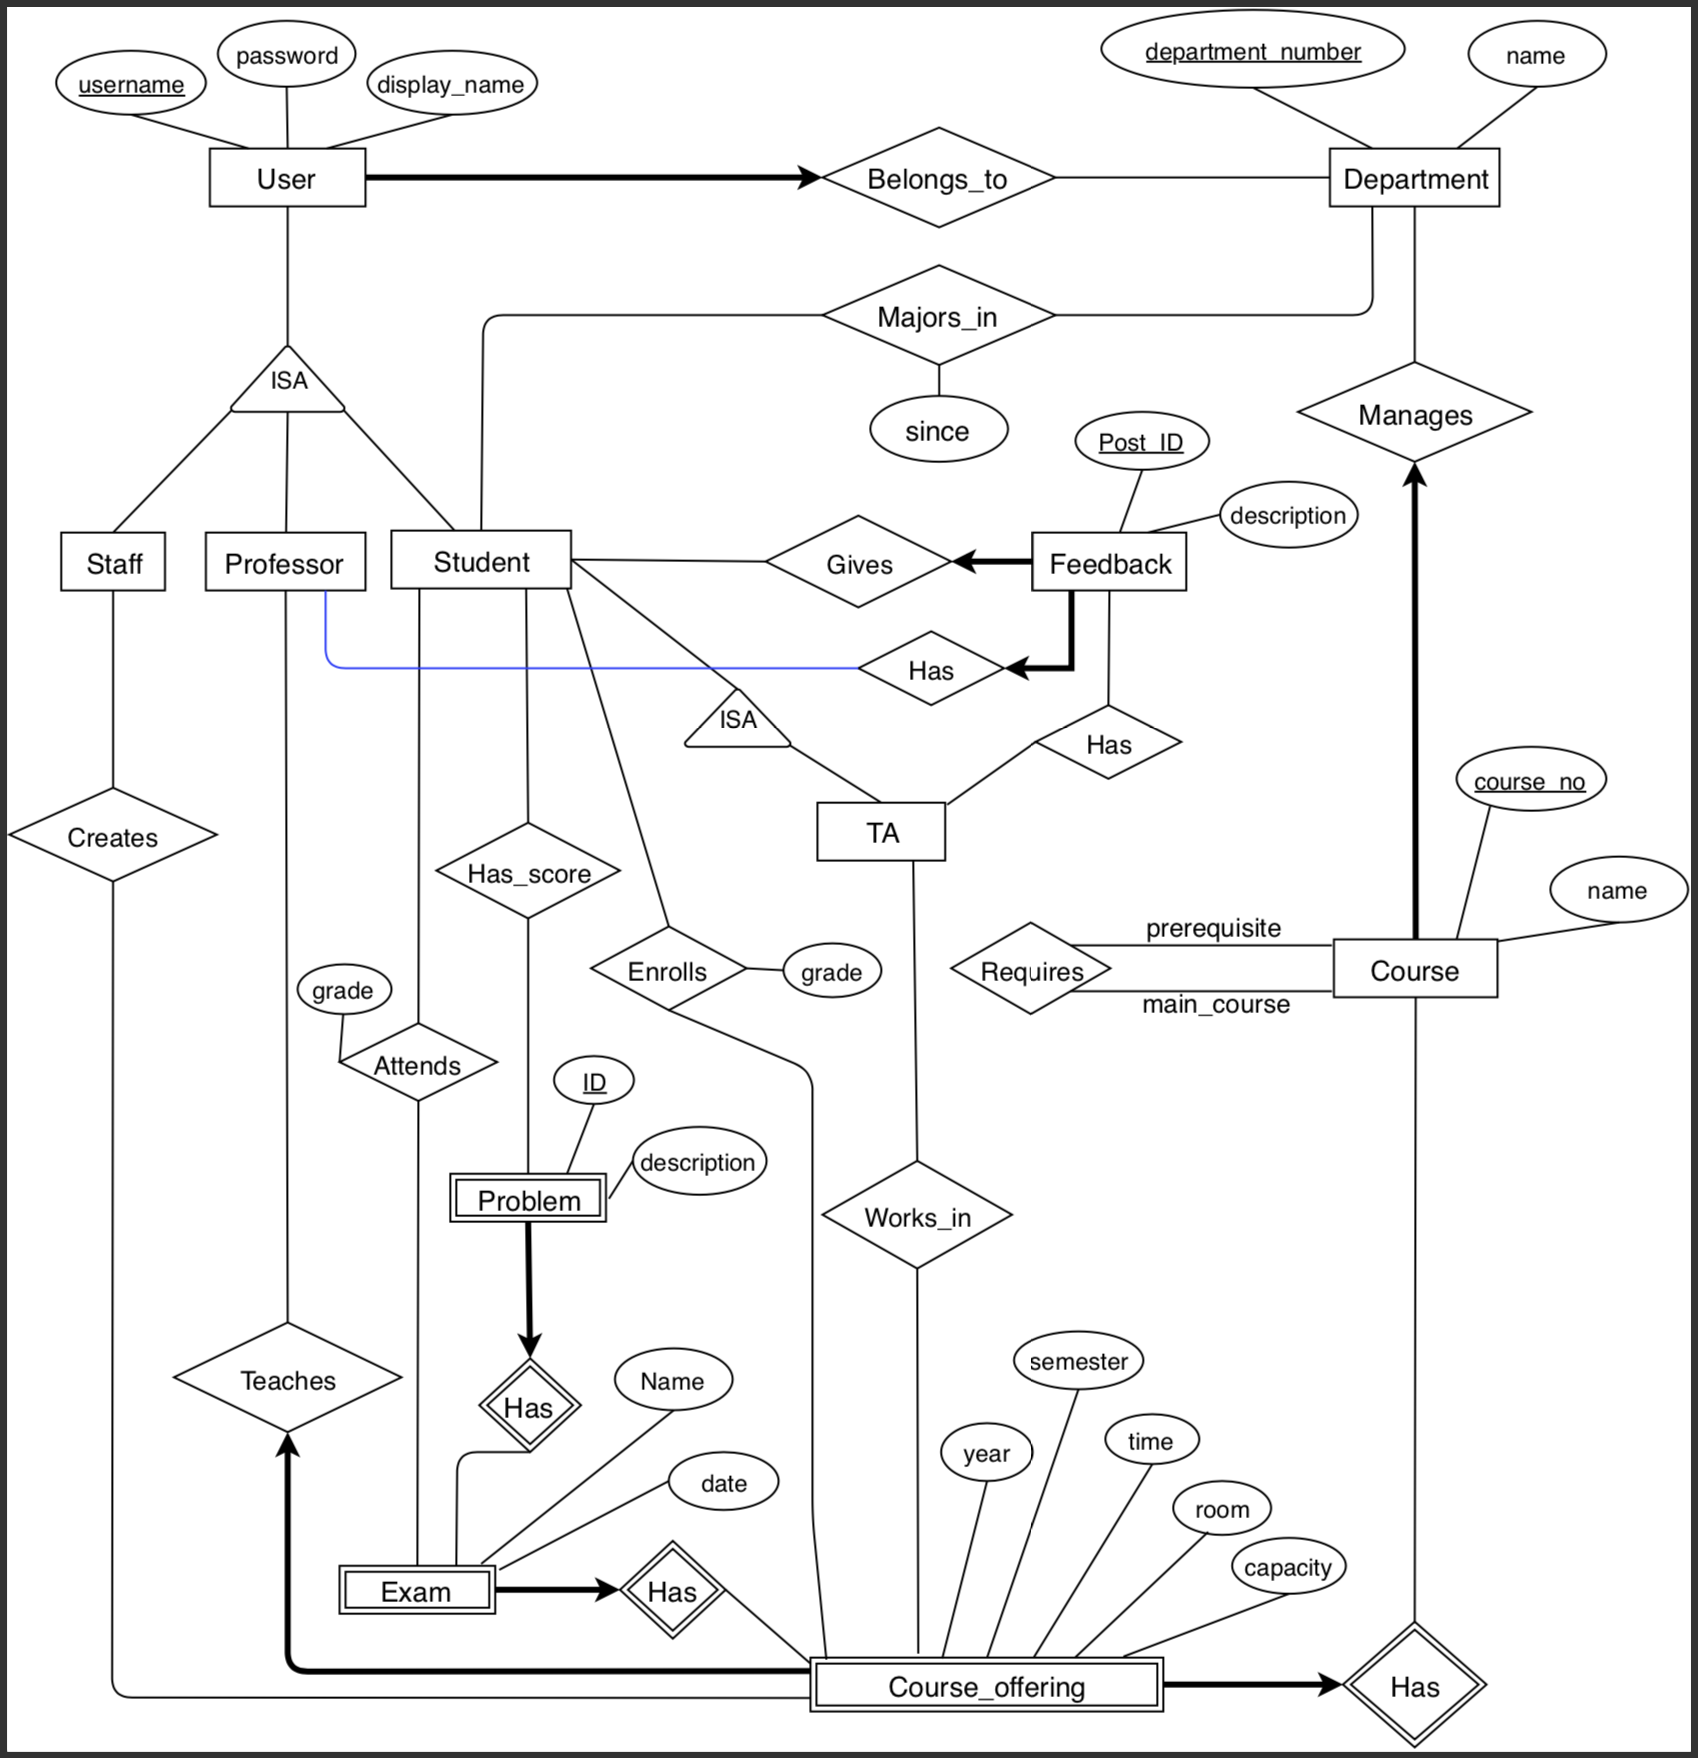 password
username
display_name
department_number
name
User
Belongs_to
Department
Majors_in
ISA
since
Manages
Post_ID
description
Staff
Professor
Student
Gives
Feedback
Has
ISA
Has
course_no
Creates
TA
Has_score
name
prerequisite
Enrolls
grade
Requires
Course
grade
main_course
Attends
ID
description
Problem
Works_in
semester
Teaches
Name
Has
time
year
date
room
capacity
Exam
Has
Course_offering
Has